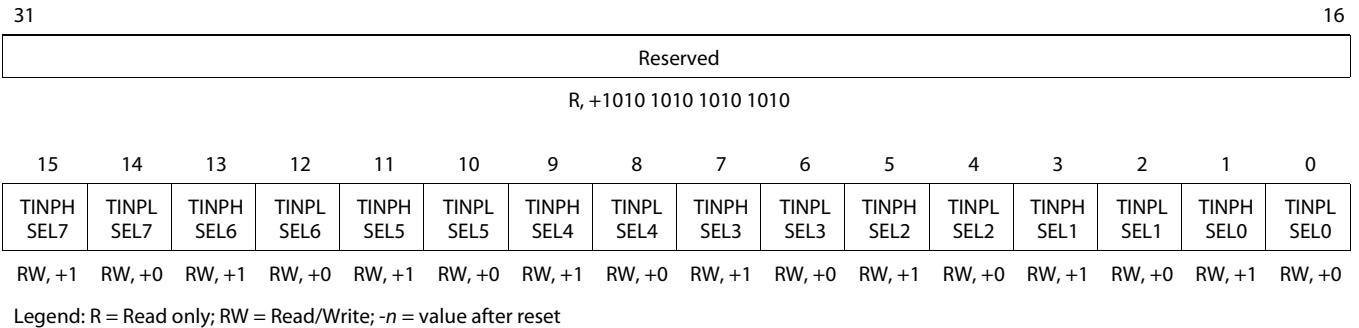 31 16
Reserved
R, +1010 1010 1010 1010
15 14 13 12 11 10 9 8 7 6 5 4 3 2 1 0
TINPH TINPL TINPH TINPL TINPH TINPL TINPH TINPL TINPH TINPL TINPH TINPL TINPH TINPL TINPH TINPL
SEL7 SEL7 SEL6 SEL6 SEL5 SEL5 SEL4 SEL4 SEL3 SEL3 SEL2 SEL2 SEL1 SEL1 SEL0 SEL0
RW, +1 RW, +0 RW, +1 RW, +0 RW, +1 RW, +0 RW, +1 RW, +0 RW, +1 RW, +0 RW, +1 RW, +0 RW, +1 RW, +0 RW, +1 RW, +0
Legend: R = Read only; RW = Read/Write; -n = value after reset